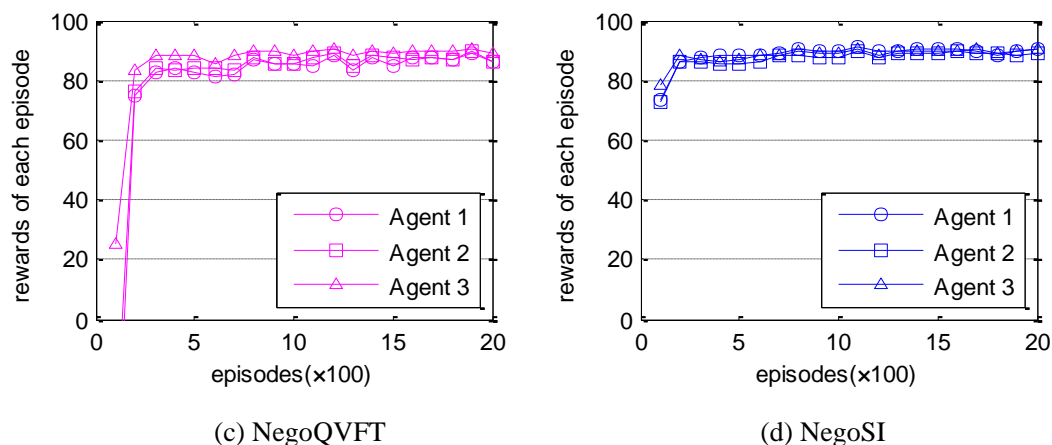 100
80
60
40
20
0
rewards of each episode
Agent 1
Agent 2
Agent 3
0 5 10 15 20
episodes(×100)
(c) NegoQVFT
100
80
60
40
20
0
rewards of each episode
Agent 1
Agent 2
Agent 3
0 5 10 15 20
episodes(×100)
(d) NegoSI